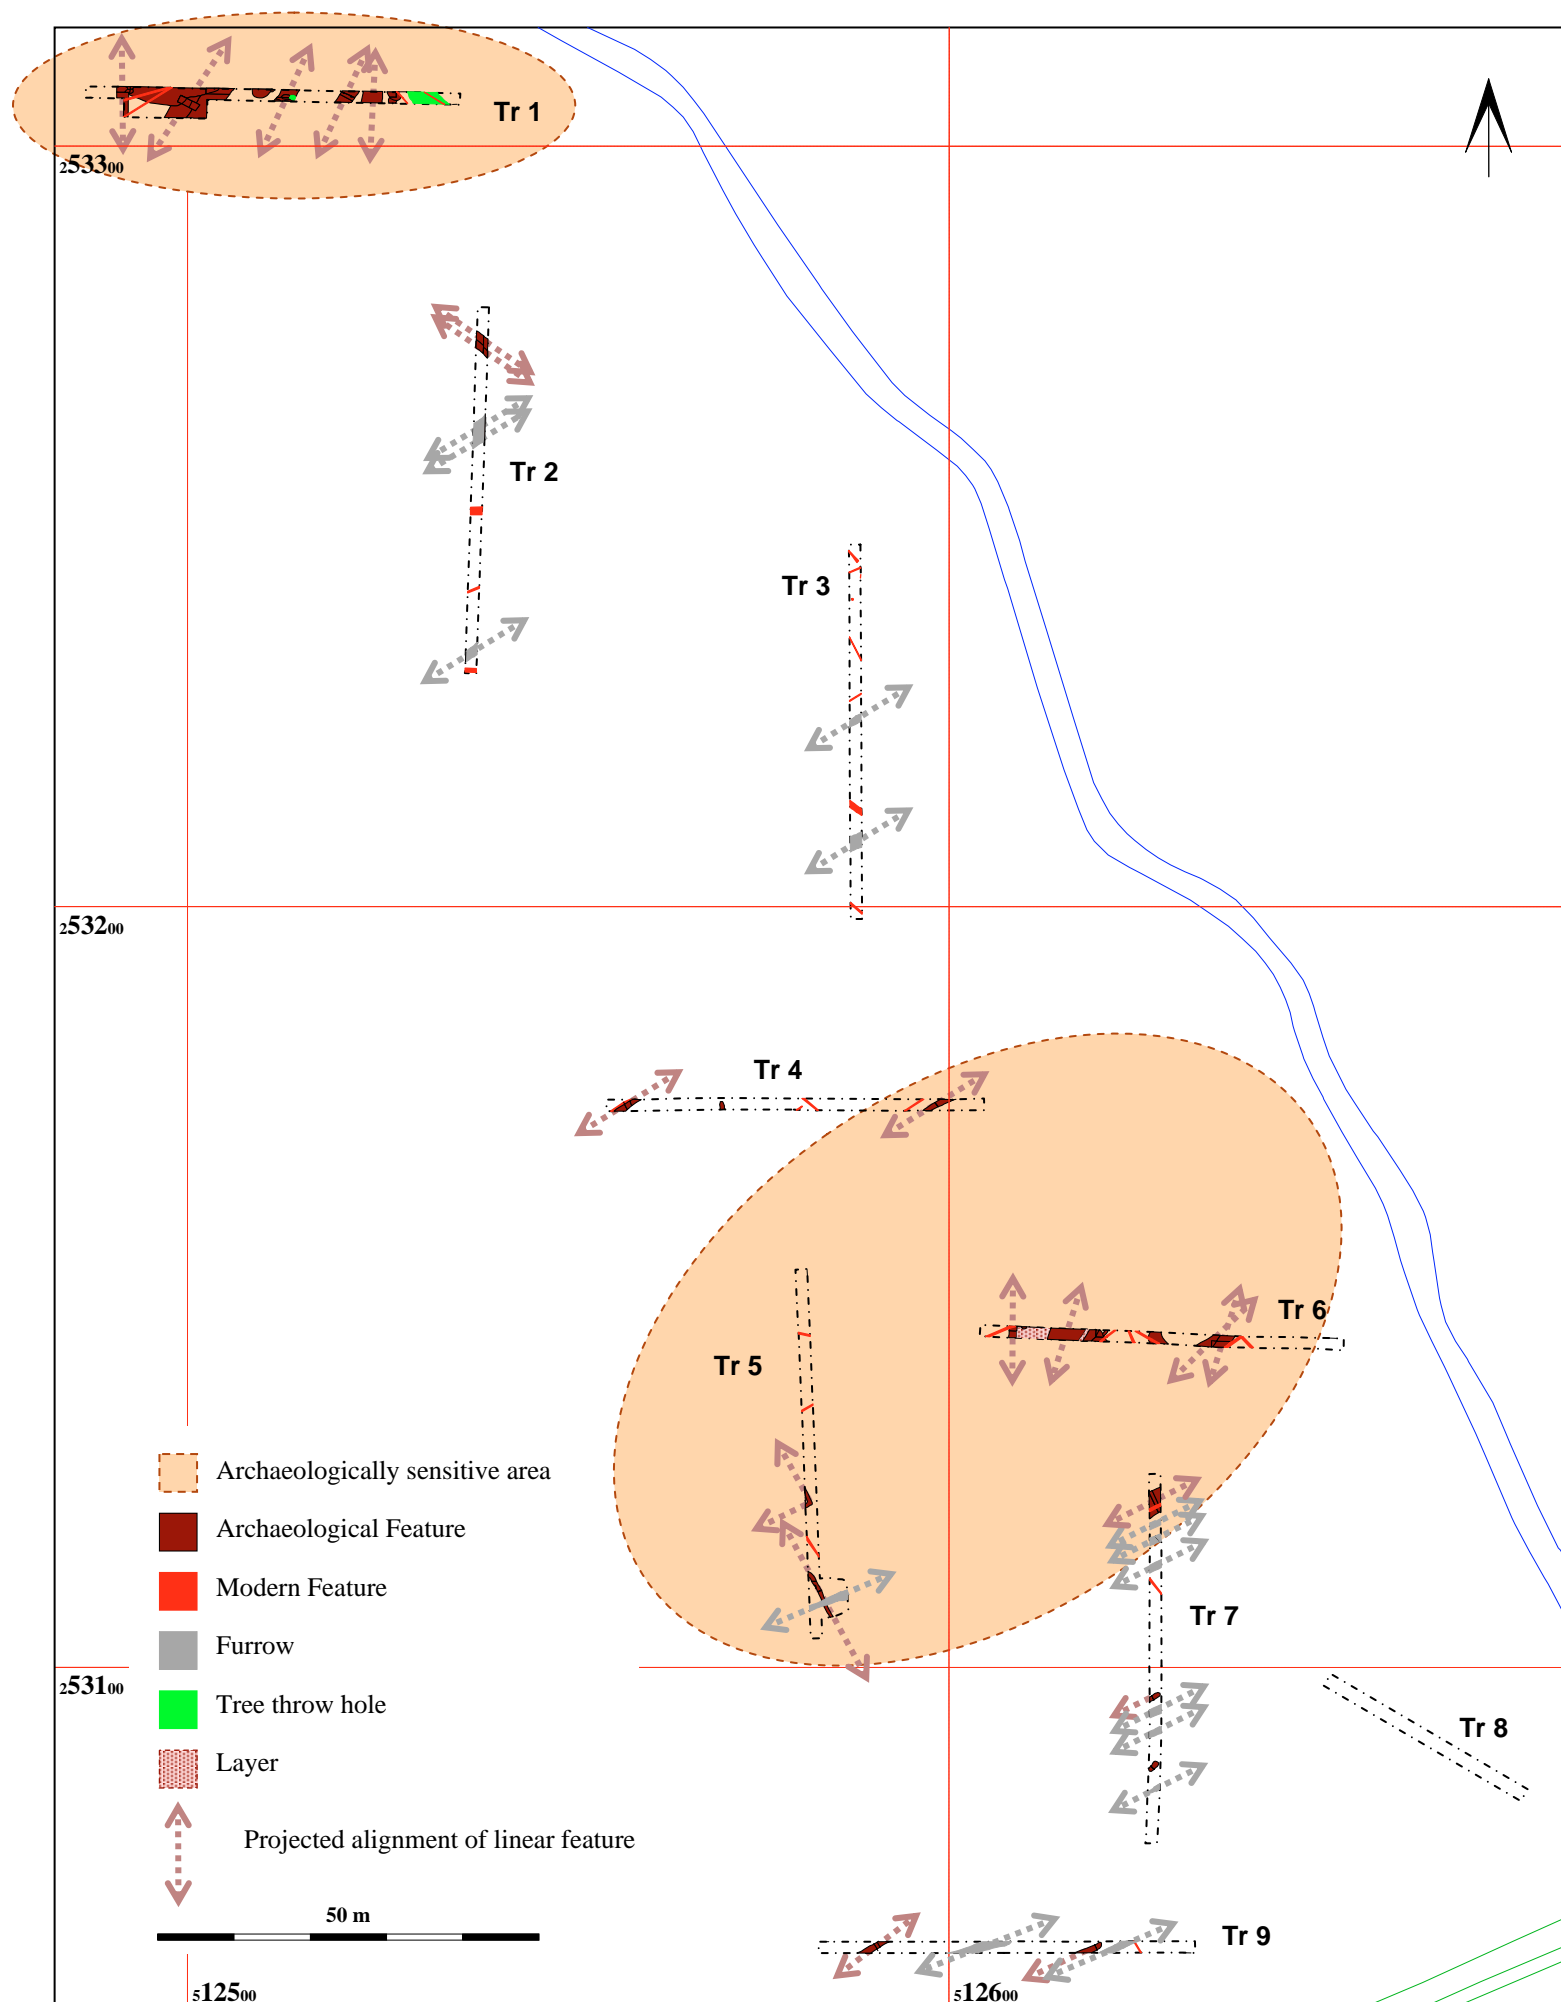 Tr 1
253300
Tr 2
Tr 3
253200
Tr 4
Tr 6
Tr 5
Archaeologically sensitive area
Archaeological Feature
Modern Feature
Furrow
Tr 7
253100
Tree throw hole
Tr 8
Layer
Projected alignment of linear feature
50 m
Tr 9
512500
512600